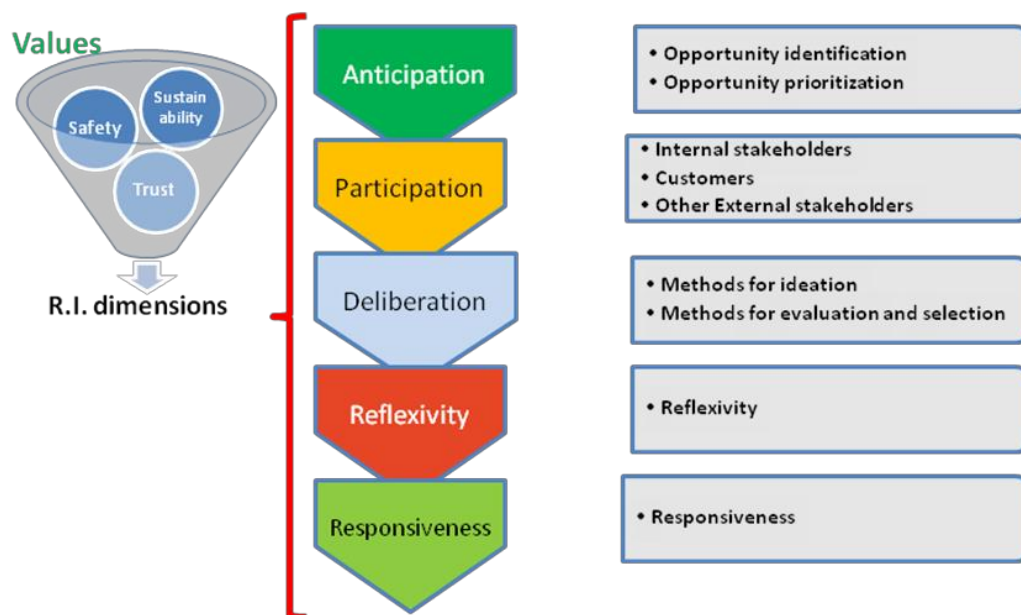 Values
Safety
Sustain
ability
Trust
R.I. dimensions
Anticipation
• Opportunity identification
• Opportunity prioritization
Participation
• Internal stakeholders
• Customers
• Other External stakeholders
Deliberation
• Methods for ideation
• Methods for evaluation and selection
Reflexivity
• Reflexivity
Responsiveness
• Responsiveness